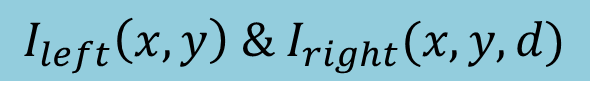 I_left(x, y) & I_right(x, y, d)